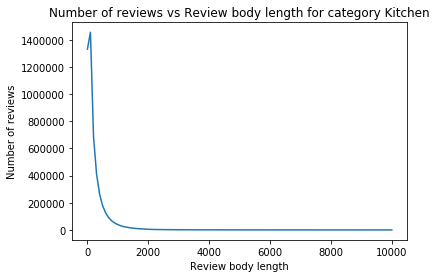 Number of reviews vs Review body length for category Kitchen
1400000
1200000
1000000
800000
600000
400000
200000
0
Number of reviews
0 2000 4000 6000 8000 10000
Review body length